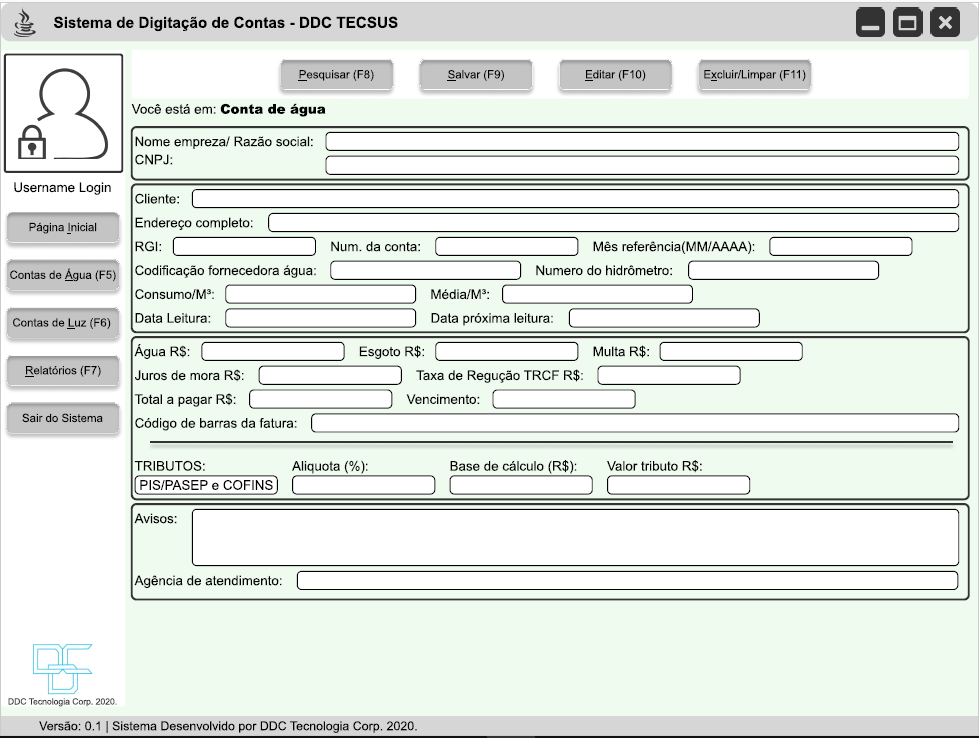 Sistema de Digitação de Contas - DDC TECSUS
Pesquisar (F8) Salvar (F9) Editar (F10) Excluir/Limpar (F11)
Você está em: Conta de água
Nome empreza/ Razão social:
CNPJ:
Username Login
Cliente:
Página Inicial
Endereço completo:
RGI: Num. da conta: Mês referência(MM/AAAA):
Contas de Água (F5)
Codificação fornecedora água: Numero do hidrômetro:
Consumo/M³: Média/M³:
Contas de Luz (F6)
Data Leitura: Data próxima leitura:
Água R$: Esgoto R$: Multa R$:
Relatórios (F7)
Juros de mora R$: Taxa de Regução TRCF R$:
Total a pagar R$: Vencimento:
Sair do Sistema
Código de barras da fatura:
TRIBUTOS: Aliquota (%): Base de cálculo (R$): Valor tributo R$:
PIS/PASEP e COFINS
Avisos:
Agência de atendimento:
DDC Tecnologia Corp. 2020.
Versão: 0.1 | Sistema Desenvolvido por DDC Tecnologia Corp. 2020.